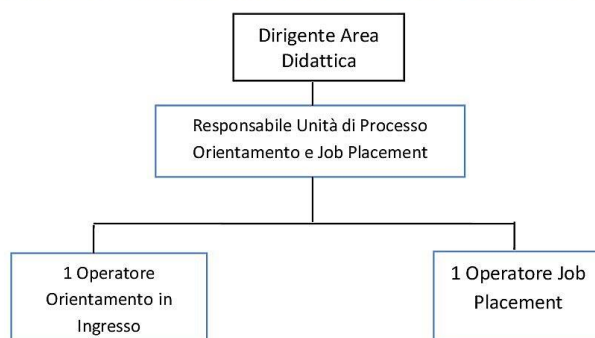 Dirigente Area
Didattica
Responsabile Unità di Processo
Orientamento e Job Placement
1 Operatore
Orientamento in
Ingresso
1 Operatore Job
Placement